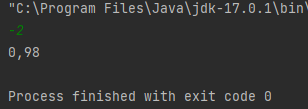 "C:\Program Files\Java\jdk-17.0.1\bin\
-2
0,98
Process finished with exit code 0